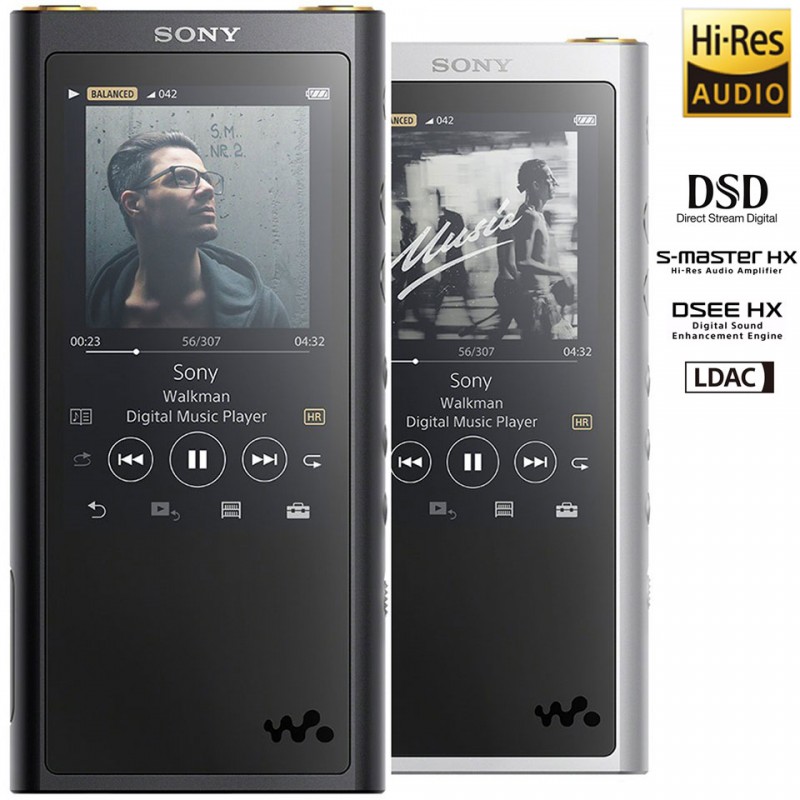 SONY
BALANCED
042
S.M..
NR.2.
00:23
56/307
04:32
Sony
Walkman
Digital Music Player
HR
SONY
ANCED
042
Music
56/307
04:32
Sony
Walkman
Digital Music Player
HR
Hi-Res
AUDIO
DSD
Direct Stream Digital
S-MASTER HX
Hi-Res Audio Amplifier
DSEE HX
Digital Sound
Enhancement Engine
LDAC